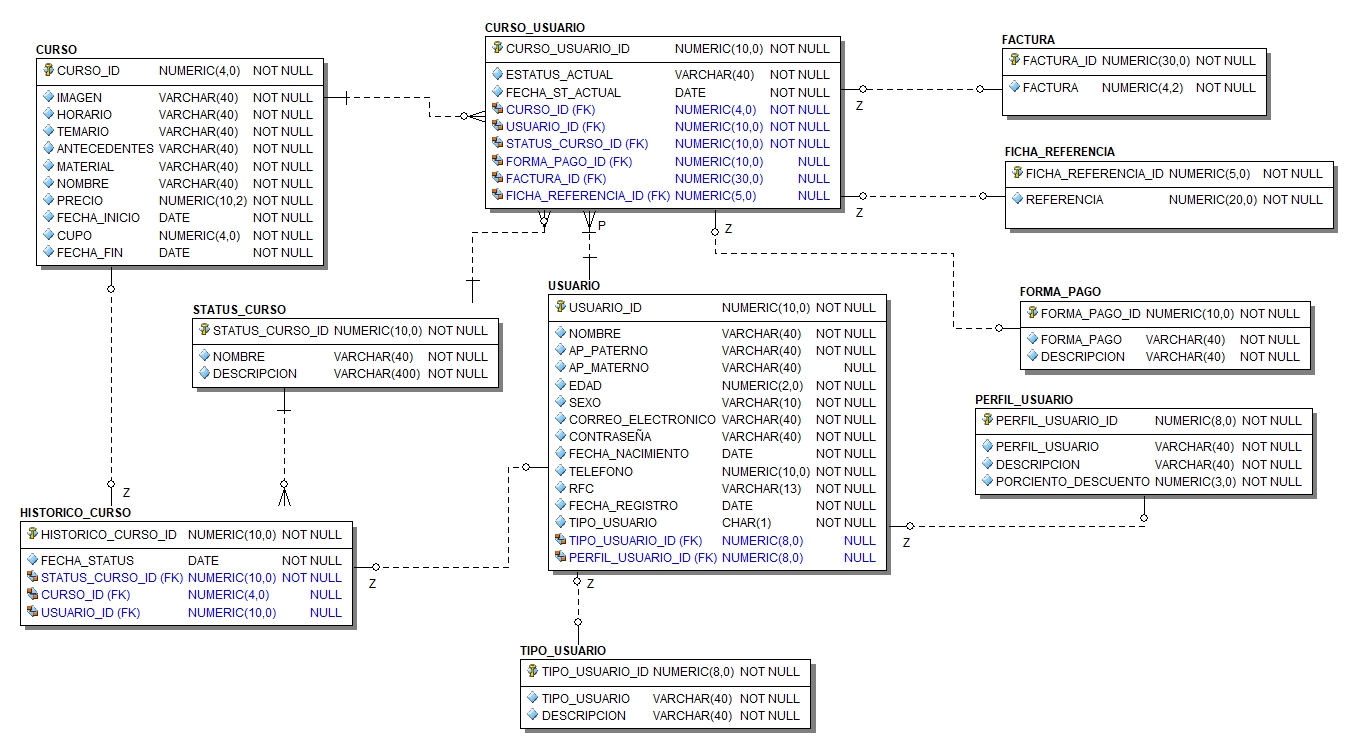 CURSO
CURSO_ID NUMERIC(4,0) NOT NULL
IMAGEN VARCHAR(40) NOT NULL
HORARIO VARCHAR(40) NOT NULL
TEMARIO VARCHAR(40) NOT NULL
ANTECEDENTES VARCHAR(40) NOT NULL
MATERIAL VARCHAR(40) NOT NULL
NOMBRE VARCHAR(40) NOT NULL
PRECIO NUMERIC(10,2) NOT NULL
FECHA_INICIO DATE NOT NULL
CUPO NUMERIC(4,0) NOT NULL
FECHA_FIN DATE NOT NULL
CURSO_USUARIO
CURSO_USUARIO_ID NUMERIC(10,0) NOT NULL
ESTATUS_ACTUAL VARCHAR(40) NOT NULL
FECHA_ST_ACTUAL DATE NOT NULL
CURSO_ID (FK) NUMERIC(4,0) NOT NULL
USUARIO_ID (FK) NUMERIC(10,0) NOT NULL
STATUS_CURSO_ID (FK) NUMERIC(10,0) NOT NULL
FORMA_PAGO_ID (FK) NUMERIC(10,0) NULL
FACTURA_ID (FK) NUMERIC(30,0) NULL
FICHA_REFERENCIA_ID (FK) NUMERIC(5,0) NULL
Z
Z
Z
P
FACTURA
FACTURA_ID NUMERIC(30,0) NOT NULL
FACTURA NUMERIC(4,2) NOT NULL
FICHA_REFERENCIA
FICHA_REFERENCIA_ID NUMERIC(5,0) NOT NULL
REFERENCIA NUMERIC(20,0) NOT NULL
FORMA_PAGO
FORMA_PAGO_ID NUMERIC(10,0) NOT NULL
FORMA_PAGO VARCHAR(40) NOT NULL
DESCRIPCION VARCHAR(40) NOT NULL
STATUS_CURSO
STATUS_CURSO_ID NUMERIC(10,0) NOT NULL
NOMBRE VARCHAR(40) NOT NULL
DESCRIPCION VARCHAR(400) NOT NULL
USUARIO
USUARIO_ID NUMERIC(10,0) NOT NULL
NOMBRE VARCHAR(40) NOT NULL
AP_PATERNO VARCHAR(40) NOT NULL
AP_MATERNO VARCHAR(40) NULL
EDAD NUMERIC(2,0) NOT NULL
SEXO VARCHAR(10) NOT NULL
CORREO_ELECTRONICO VARCHAR(40) NOT NULL
CONTRASEÑA VARCHAR(40) NOT NULL
FECHA_NACIMIENTO DATE NOT NULL
TELEFONO NUMERIC(10,0) NOT NULL
RFC VARCHAR(13) NOT NULL
FECHA_REGISTRO DATE NOT NULL
TIPO_USUARIO CHAR(1) NOT NULL
TIPO_USUARIO_ID (FK) NUMERIC(8,0) NULL
PERFIL_USUARIO_ID (FK) NUMERIC(8,0) NULL
PERFIL_USUARIO
PERFIL_USUARIO_ID NUMERIC(8,0) NOT NULL
PERFIL_USUARIO VARCHAR(40) NOT NULL
DESCRIPCION VARCHAR(40) NOT NULL
PORCIENTO_DESCUENTO NUMERIC(3,0) NOT NULL
Z
Z
HISTORICO_CURSO
HISTORICO_CURSO_ID NUMERIC(10,0) NOT NULL
FECHA_STATUS DATE NOT NULL
STATUS_CURSO_ID (FK) NUMERIC(10,0) NOT NULL
CURSO_ID (FK) NUMERIC(4,0) NULL
USUARIO_ID (FK) NUMERIC(10,0) NULL
Z
Z
TIPO_USUARIO
TIPO_USUARIO_ID NUMERIC(8,0) NOT NULL
TIPO_USUARIO VARCHAR(40) NOT NULL
DESCRIPCION VARCHAR(40) NOT NULL